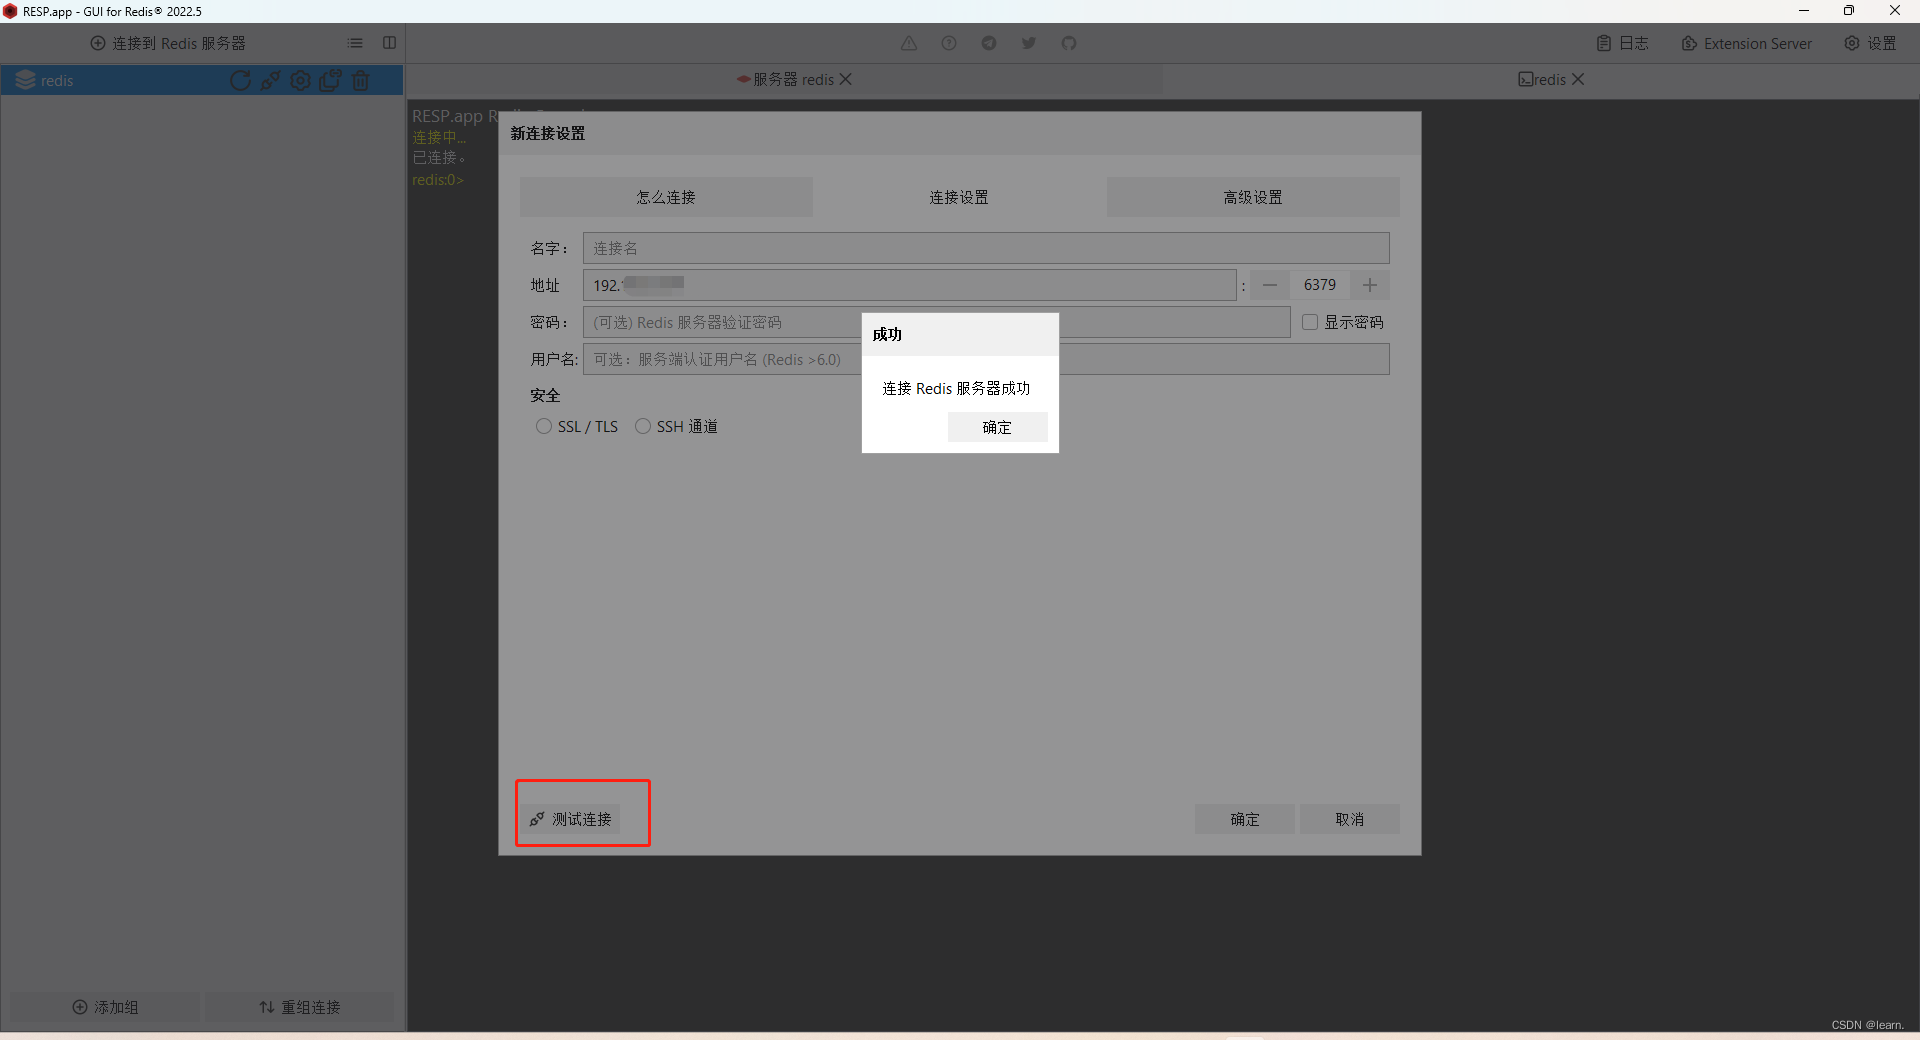 RESP.app - GUI for Redis® 2022.5
连接到 Redis 服务器
日志
Extension Server
设置
redis
服务器 redis
redis
RESP.app R
连接中...
已连接。
redis:0>
新连接设置
怎么连接
连接设置
高级设置
名字：
连接名
地址
192.
:
6379
密码：
(可选) Redis 服务器验证密码
显示密码
用户名:
可选：服务端认证用户名 (Redis >6.0)
安全
SSL / TLS
SSH 通道
成功
连接 Redis 服务器成功
确定
测试连接
确定
取消
添加组
重组连接
CSDN @learn.